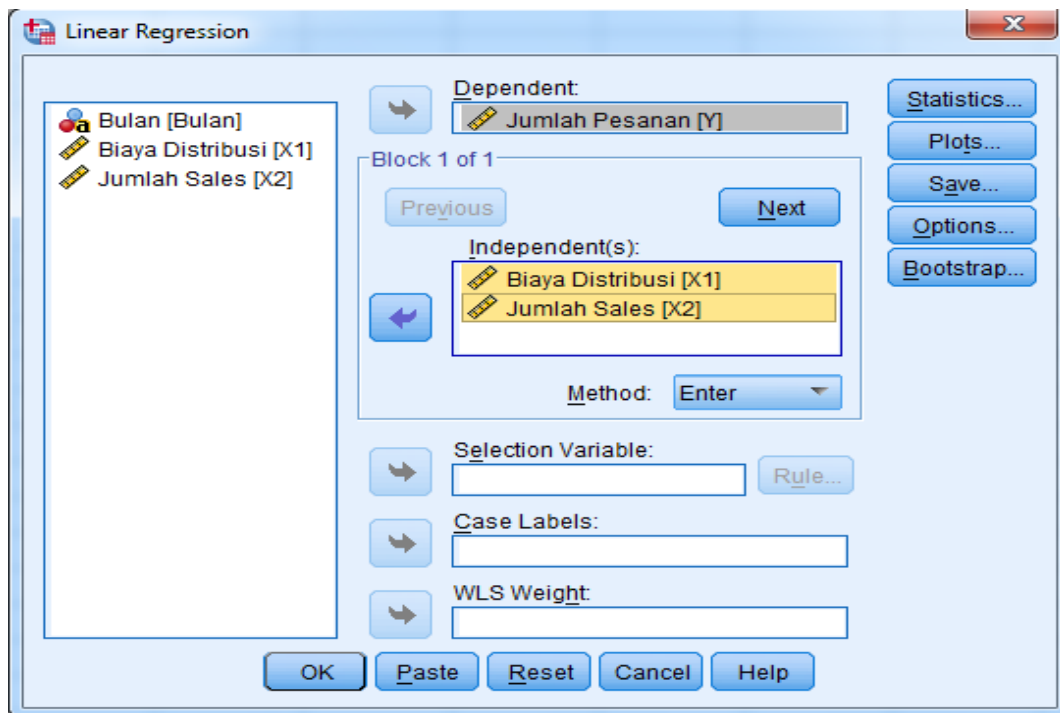 Linear Regression
Bulan [Bulan]
Biaya Distribusi [X1]
Jumlah Sales [X2]
Dependent:
Jumlah Pesanan [Y]
Block 1 of 1
Previous
Next
Independent(s):
Biaya Distribusi [X1]
Jumlah Sales [X2]
Method: Enter
Selection Variable:
Rule...
Case Labels:
WLS Weight:
Statistics...
Plots...
Save...
Options...
Bootstrap...
OK Paste Reset Cancel Help